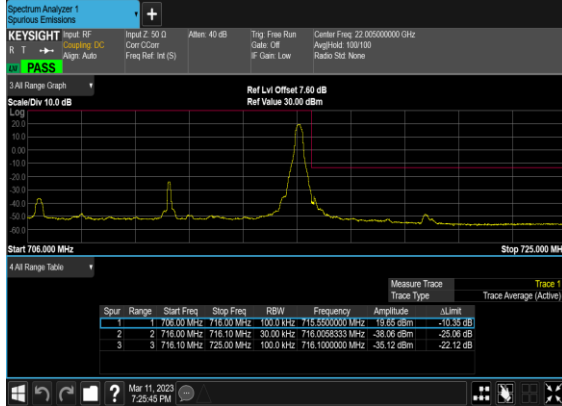 Spectrum Analyzer 1
Spurious Emissions
+
KEYSIGHT Input: RF Input Z: 50 Ω Atten: 40 dB Trig: Free Run Center Freq: 22.005000000 GHz
R T Coupling: DC Corr CCorr Gate: Off Avg|Hold: 100/100
Align: Auto Freq Ref: Int (S) IF Gain: Low Radio Std: None
PASS
3 All Range Graph
Ref Lvl Offset 7.60 dB
Scale/Div 10.0 dB Ref Value 30.00 dBm
Log
20.0
10.0
0.00
-10.0
-20.0
-30.0
-40.0
-50.0
-60.0
Start 706.000 MHz Stop 725.000 MH
4 All Range Table
Measure Trace Trace 1
Trace Type Trace Average (Active)
Spur Range Start Freq Stop Freq RBW Frequency Amplitude ΔLimit
1 1 706.00 MHz 716.00 MHz 100.0 kHz 715.5500000 MHz 19.65 dBm -10.35 dB
2 2 716.00 MHz 716.10 MHz 30.00 kHz 716.0058333 MHz -38.06 dBm -25.06 dB
3 3 716.10 MHz 725.00 MHz 100.0 kHz 716.1000000 MHz -35.12 dBm -22.12 dB
? Mar 11, 2023
7:25:45 PM